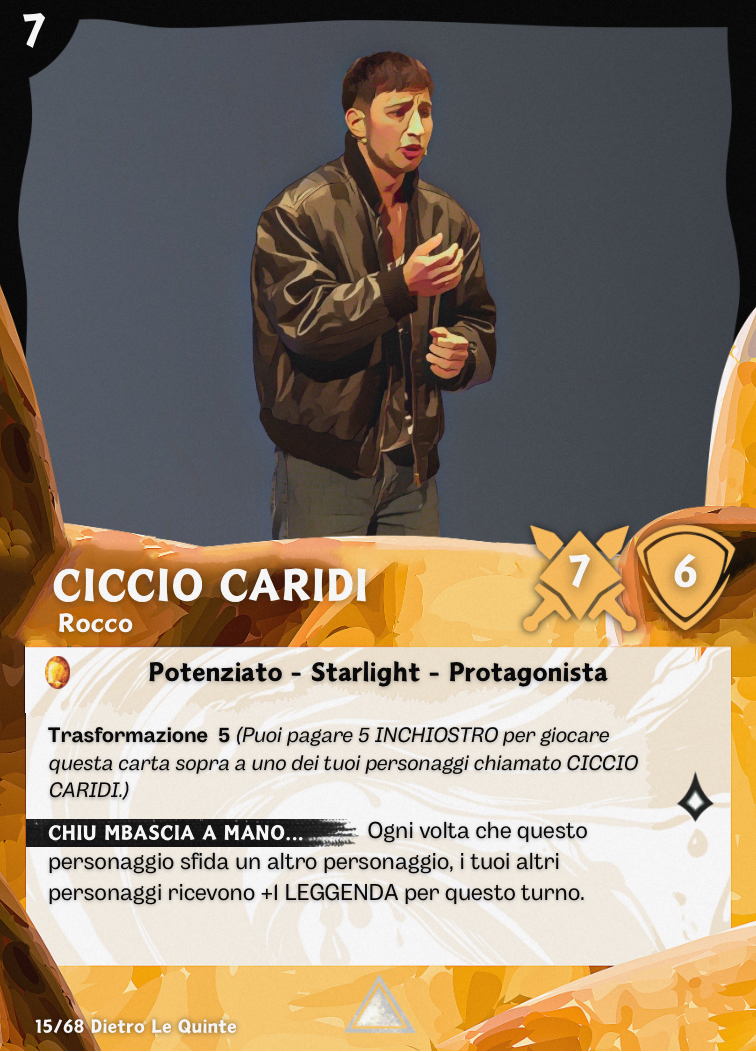 7
CICCIO CARIDI
Rocco
7
6
Potenziato - Starlight - Protagonista
Trasformazione 5 (Puoi pagare 5 INCHIOSTRO per giocare
questa carta sopra a uno dei tuoi personaggi chiamato CICCIO
CARIDI.)
CHIU MBASCIA A MANO... Ogni volta che questo
personaggio sfida un altro personaggio, i tuoi altri
personaggi ricevono +1 LEGGENDA per questo turno.
15/68 Dietro Le Quinte